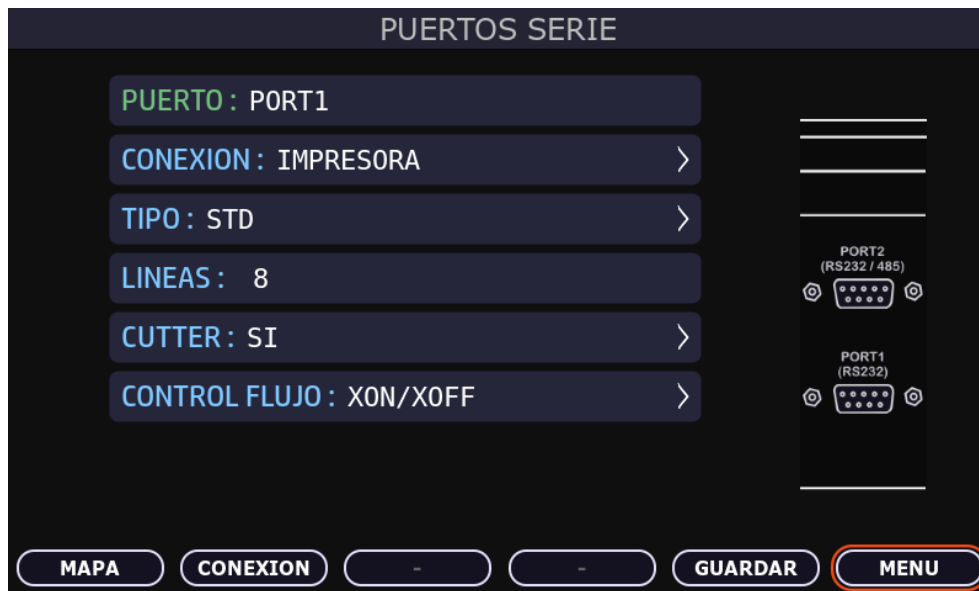 PUERTOS SERIE
PUERTO : PORT1
CONEXION : IMPRESORA
TIPO : STD
LINEAS : 8
CUTTER : SI
CONTROL FLUJO : XON/XOFF
PORT2
(RS232 / 485)
PORT1
(RS232)
MAPA CONEXION - - GUARDAR MENU